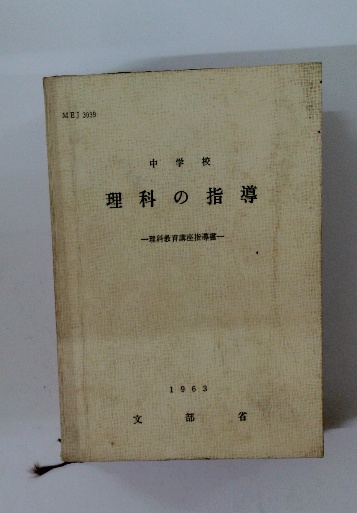 MEJ 3039
中学校
理科の指導
―理科教育講座指導書―
1963
文部省